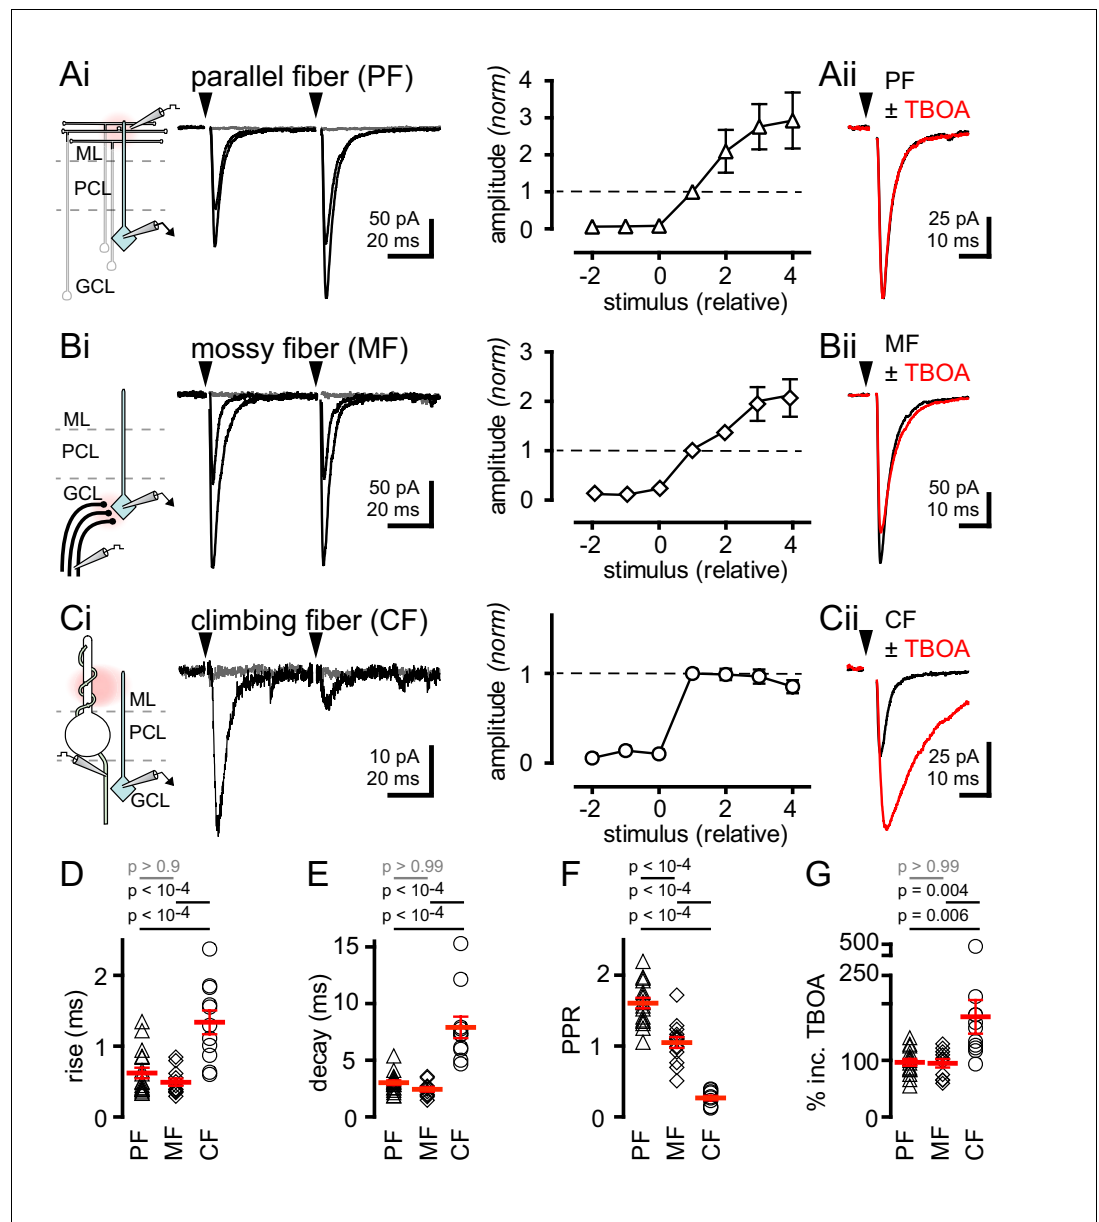 Ai
parallel fiber (PF)
ML
PCL
GCL
50 pA
20 ms
amplitude (norm)
4
3
2
1
0
-2 0 2 4
stimulus (relative)
Aii
PF
± TBOA
25 pA
10 ms
Bi
mossy fiber (MF)
ML
PCL
GCL
50 pA
20 ms
amplitude (norm)
3
2
1
0
-2 0 2 4
stimulus (relative)
Bii
MF
± TBOA
50 pA
10 ms
Ci
climbing fiber (CF)
ML
PCL
GCL
10 pA
20 ms
amplitude (norm)
1
0
-2 0 2 4
stimulus (relative)
Cii
CF
± TBOA
25 pA
10 ms
D
p > 0.9
p < 10-4
p < 10-4
rise (ms)
2
1
0
PF MF CF
E
p > 0.99
p < 10-4
p < 10-4
decay (ms)
15
10
5
0
PF MF CF
F
p < 10-4
p < 10-4
p < 10-4
PPR
2
1
0
PF MF CF
G
p > 0.99
p = 0.004
p = 0.006
% inc. TBOA
500
250
100
0
PF MF CF